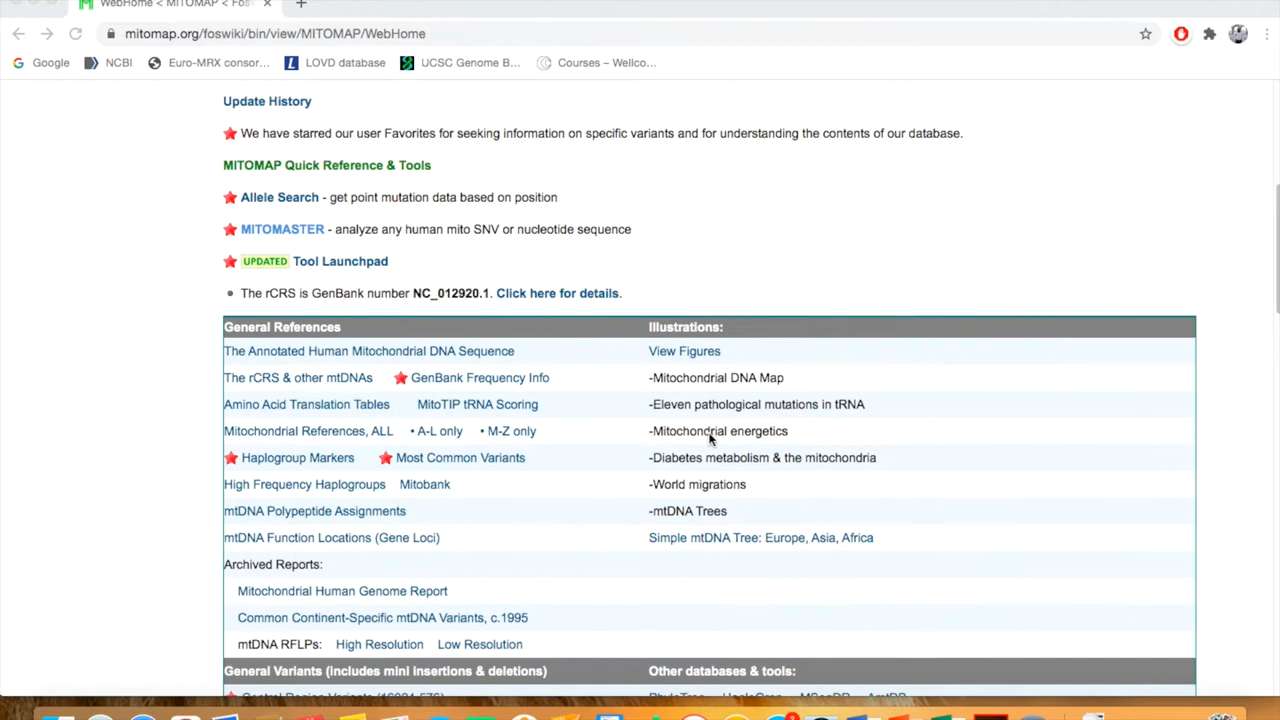 WebHome < MITOMAP < Fosw
mitomap.org/foswiki/bin/view/MITOMAP/WebHome
Google NCBI Euro-MRX consor... LOVD database UCSC Genome B... Courses – Wellco...
Update History
We have starred our user Favorites for seeking information on specific variants and for understanding the contents of our database.
MITOMAP Quick Reference & Tools
Allele Search - get point mutation data based on position
MITOMASTER - analyze any human mito SNV or nucleotide sequence
UPDATED Tool Launchpad
The rCRS is GenBank number NC_012920.1. Click here for details.
General References Illustrations:
The Annotated Human Mitochondrial DNA Sequence View Figures
The rCRS & other mtDNAs GenBank Frequency Info -Mitochondrial DNA Map
Amino Acid Translation Tables MitoTIP tRNA Scoring -Eleven pathological mutations in tRNA
Mitochondrial References, ALL • A-L only • M-Z only -Mitochondrial energetics
Haplogroup Markers Most Common Variants -Diabetes metabolism & the mitochondria
High Frequency Haplogroups Mitobank -World migrations
mtDNA Polypeptide Assignments -mtDNA Trees
mtDNA Function Locations (Gene Loci) Simple mtDNA Tree: Europe, Asia, Africa
Archived Reports:
Mitochondrial Human Genome Report
Common Continent-Specific mtDNA Variants, c.1995
mtDNA RFLPs: High Resolution Low Resolution
General Variants (includes mini insertions & deletions) Other databases & tools: